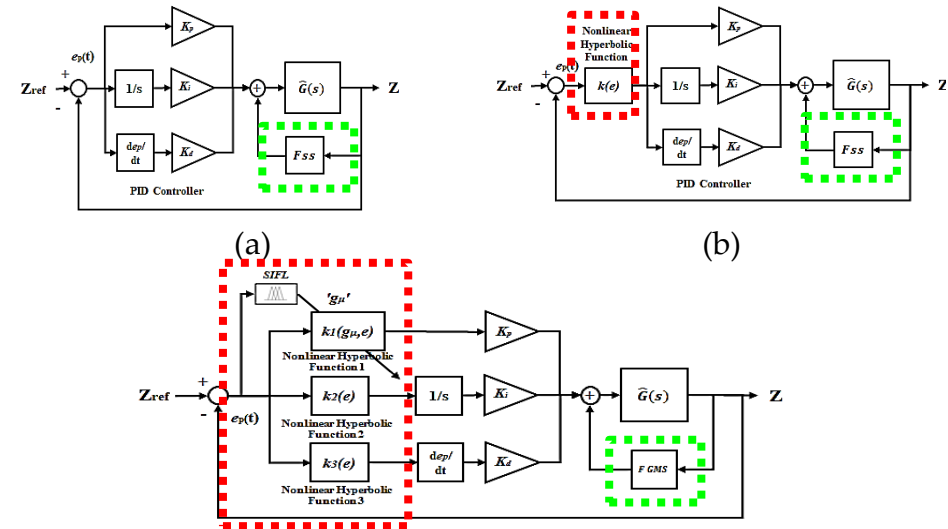 Kp
ep(t)
+
Zref
-
1/s
Ki
+
Ĝ(s)
Z
dep/
dt
Kd
Fss
PID Controller
(a)
Nonlinear
Hyperbolic
Function
Kp
ep(t)
+
Zref
-
k(e)
1/s
Ki
+
Ĝ(s)
Z
dep/
dt
Kd
Fss
PID Controller
(b)
SIFL
'gμ'
k1(gμ,e)
Kp
Nonlinear Hyperbolic
Function 1
+
Zref
-
ep(t)
k2(e)
1/s
Ki
+
Ĝ(s)
Z
Nonlinear Hyperbolic
Function 2
k3(e)
dep/
dt
Kd
F GMS
Nonlinear Hyperbolic
Function 3